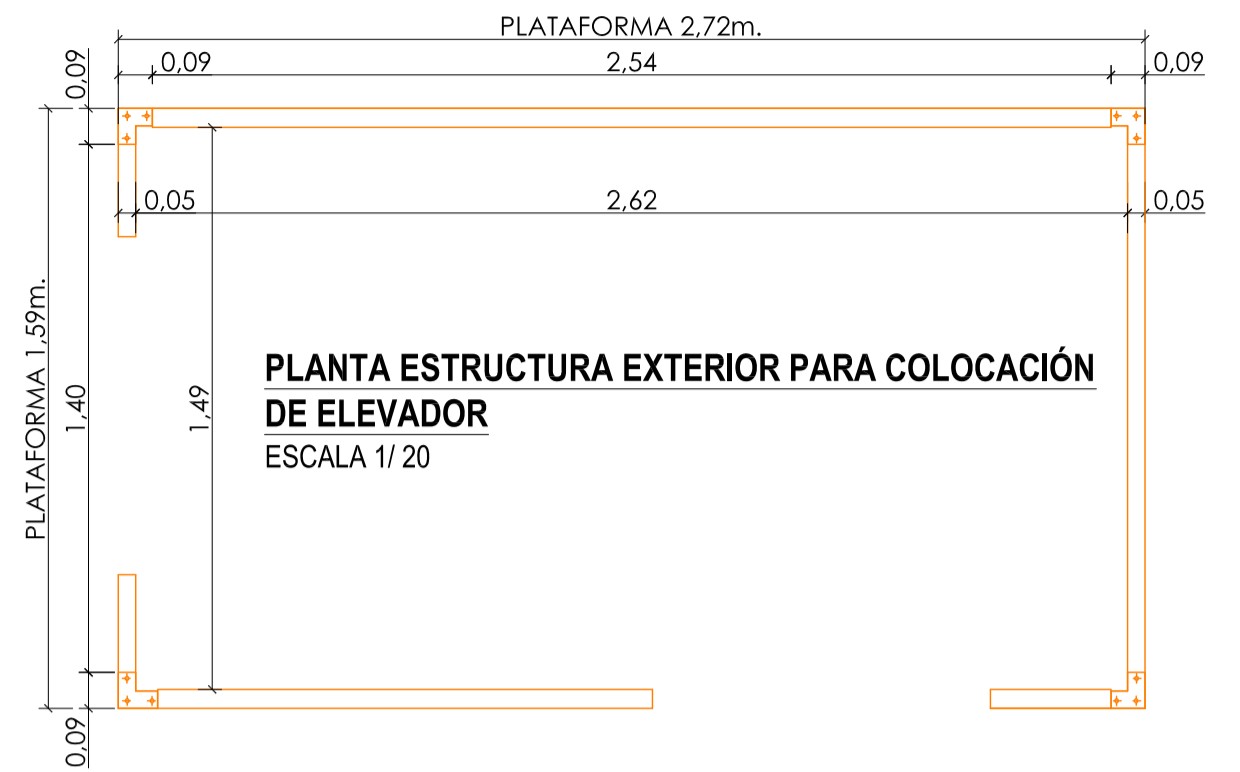 PLATAFORMA 2,72m.
0,09
0,09
2,54
0,09
0,05
2,62
0,05
PLATAFORMA 1,59m.
1,40
1,49
PLANTA ESTRUCTURA EXTERIOR PARA COLOCACIÓN
DE ELEVADOR
ESCALA 1/ 20
0,09